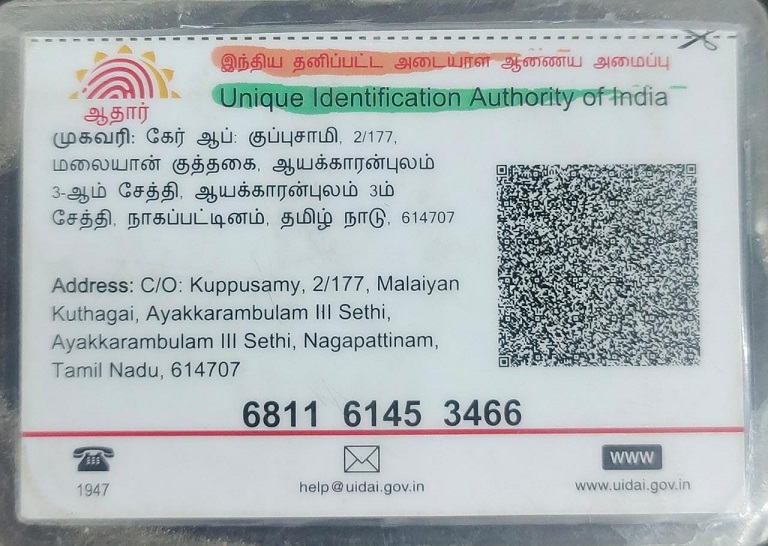 இந்திய தனிப்பட்ட அடையாள ஆணைய அமைப்பு
Unique Identification Authority of India
ஆதார்
முகவரி: கேர் ஆப்: குப்புசாமி, 2/177,
மலையான் குத்தகை, ஆயக்காரன்புலம்
3-ஆம் சேத்தி, ஆயக்காரன்புலம் 3ம்
சேத்தி, நாகப்பட்டினம், தமிழ் நாடு, 614707
Address: C/O: Kuppusamy, 2/177, Malaiyan
Kuthagai, Ayakkarambulam III Sethi,
Ayakkarambulam III Sethi, Nagapattinam,
Tamil Nadu, 614707
6811 6145 3466
WWW
1947
help@uidai.gov.in
www.uidai.gov.in